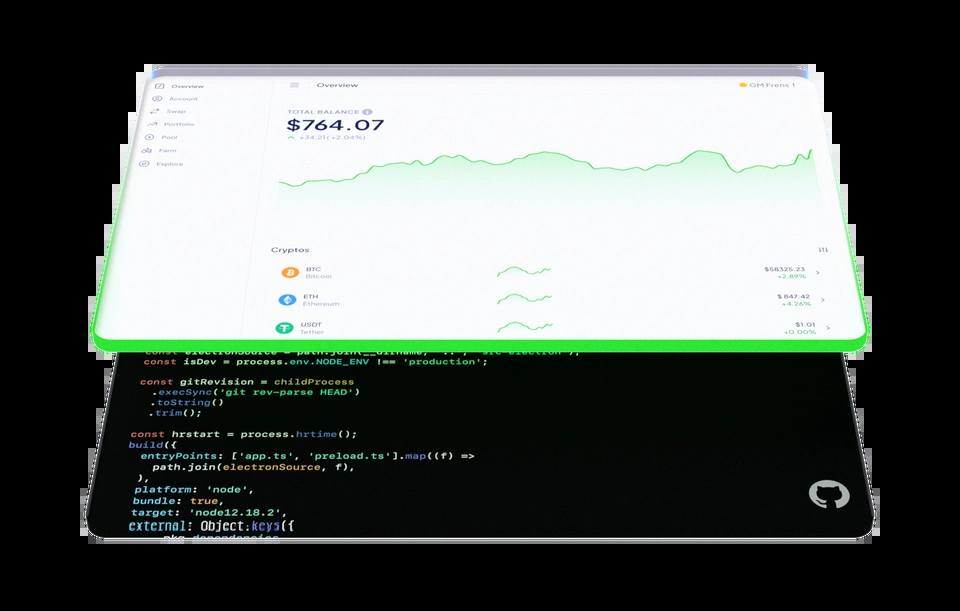 Overview
Account
Swap
Portfolio
Pool
Farm
Explore
Overview
GM Frens !
TOTAL BALANCE
$764.07
+34.21(+2.04%)
Cryptos
BTC
Bitcoin
$58325.23
+2.89%
ETH
Ethereum
$847.42
+4.26%
USDT
Tether
$1.01
+0.00%
const electronSource = path.join(__dirname, '..', 'src-electron');
const isDev = process.env.NODE_ENV !== 'production';
const gitRevision = childProcess
.execSync('git rev-parse HEAD')
.toString()
.trim();
const hrstart = process.hrtime();
build({
entryPoints: ['app.ts', 'preload.ts'].map((f) =>
path.join(electronSource, f),
),
platform: 'node',
bundle: true,
target: 'node12.18.2',
external: Object.keys({
pkg.dependencies